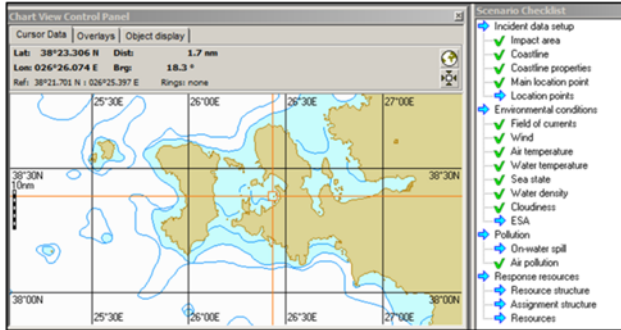 Chart View Control Panel
Cursor Data Overlays Object display
Lat: 38°23.306 N Dist: 1.7 nm
Lon: 026°26.074 E Brg: 18.3 °
Ref: 38°21.701 N : 026°25.397 E Rings: none
25°30E 26°00E 26°30E 27°00E
38°30N 38°30N
10nm
38°00N 38°00N
25°30E 26°00E 26°30E 27°00E
Scenario Checklist
Incident data setup
Impact area
Coastline
Coastline properties
Main location point
Location points
Environmental conditions
Field of currents
Wind
Air temperature
Water temperature
Sea state
Water density
Cloudiness
ESA
Pollution
On-water spill
Air pollution
Response resources
Resource structure
Assignment structure
Resources